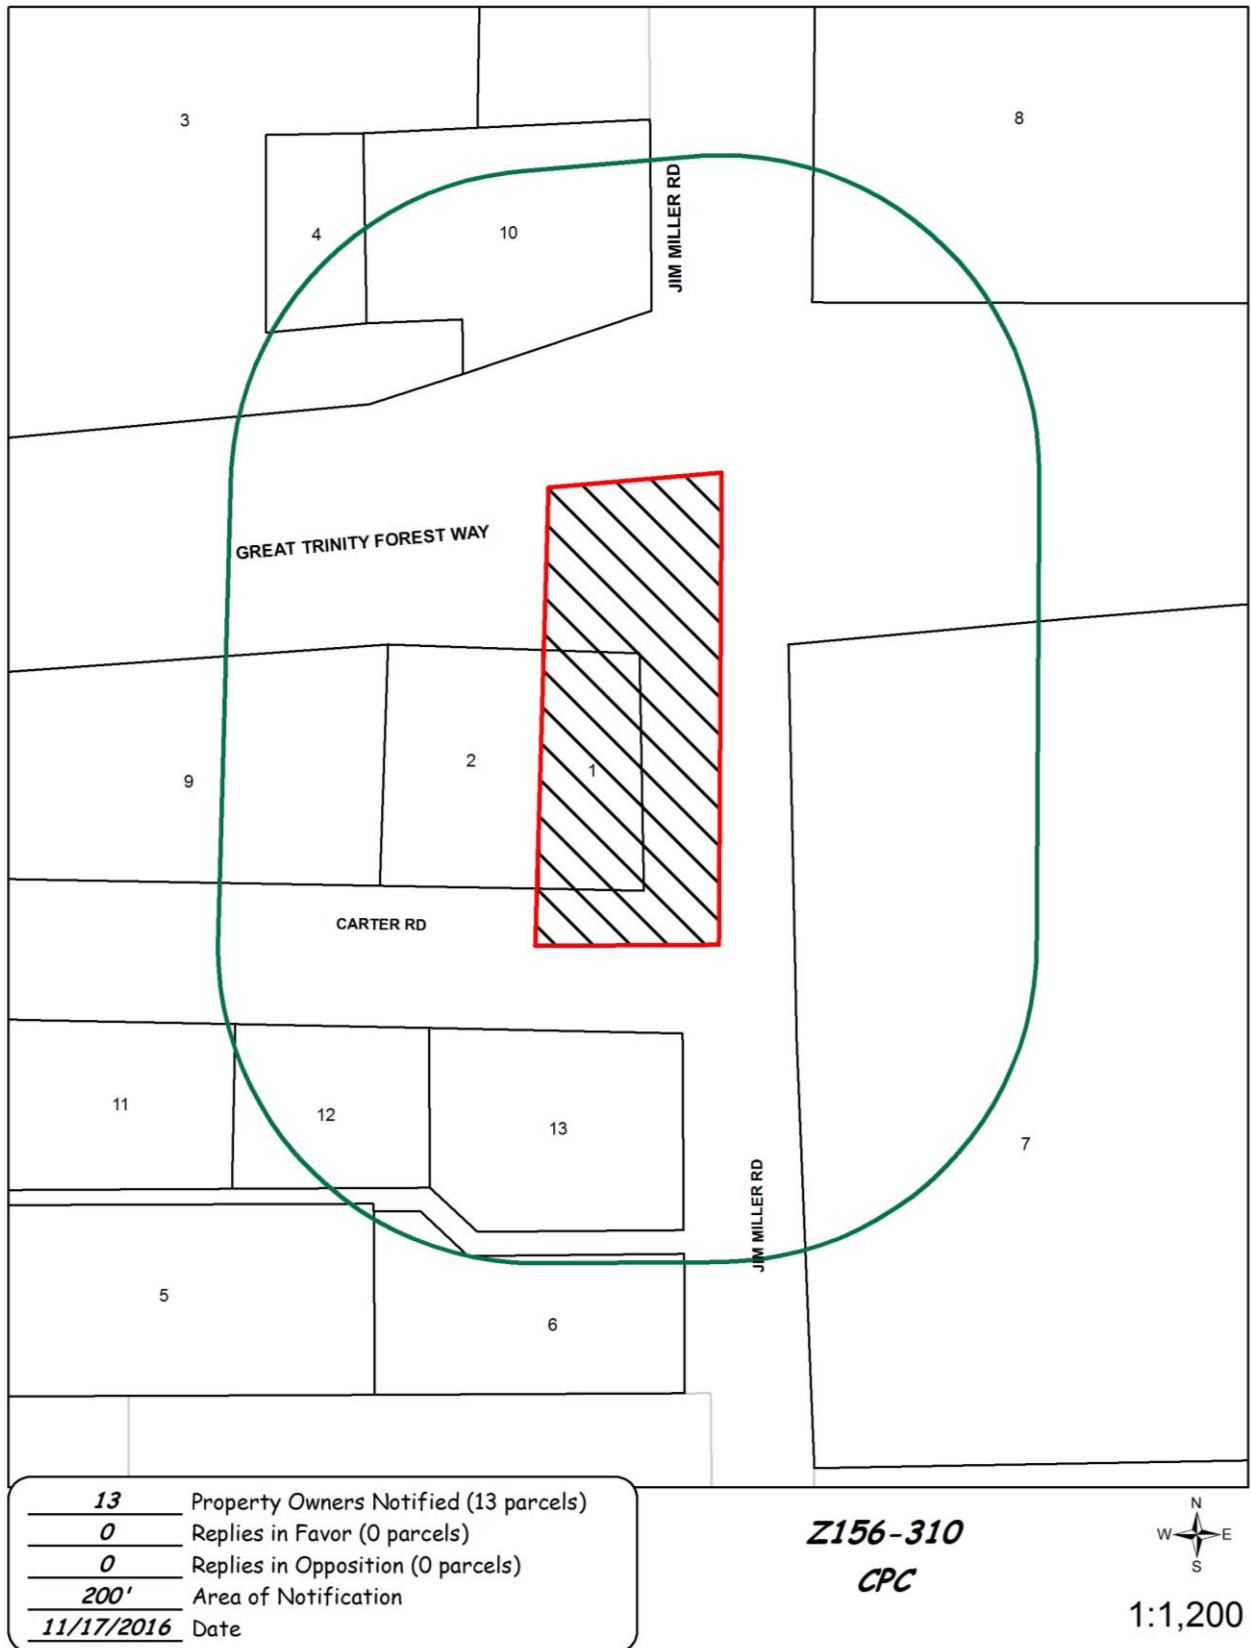 3
8
JIM MILLER RD
4
10
GREAT TRINITY FOREST WAY
2
1
9
CARTER RD
11
12
13
7
JIM MILLER RD
5
6
13 Property Owners Notified (13 parcels)
0 Replies in Favor (0 parcels)
0 Replies in Opposition (0 parcels)
200' Area of Notification
11/17/2016 Date
Z156-310
CPC
N
W E
S
1:1,200